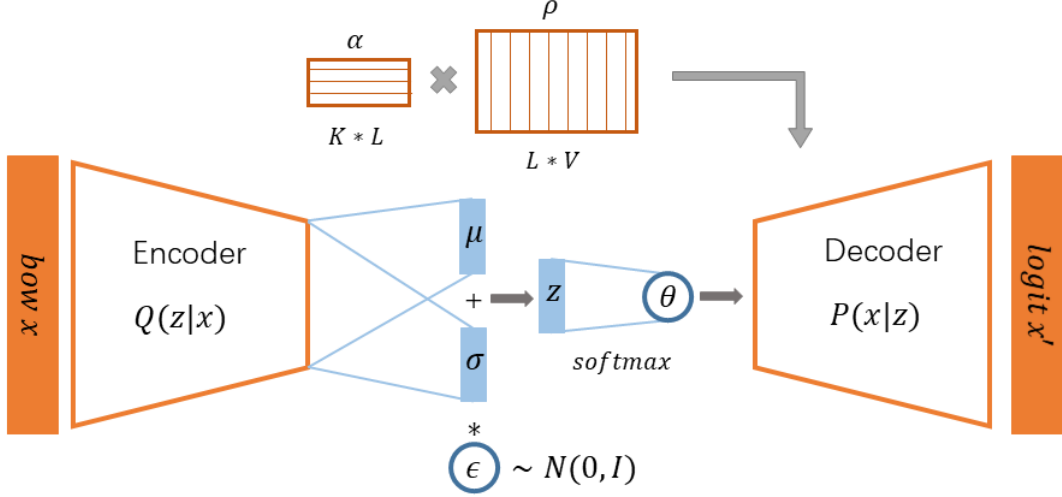 α
ρ
K ∗ L
L ∗ V
bow x
Encoder
Q(z|x)
μ
+
σ
∗
ϵ ~ N(0, I)
z
θ
softmax
Decoder
P(x|z)
logit x′